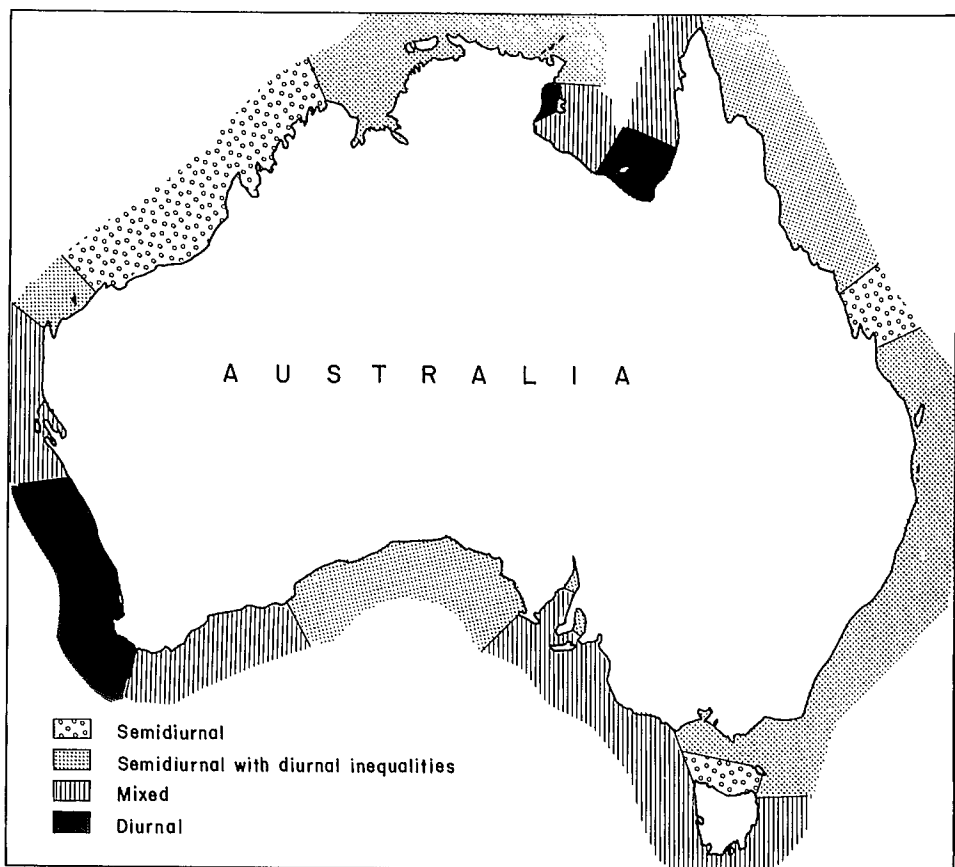 A U S T R A L I A
Semidiurnal
Semidiurnal with diurnal inequalities
Mixed
Diurnal